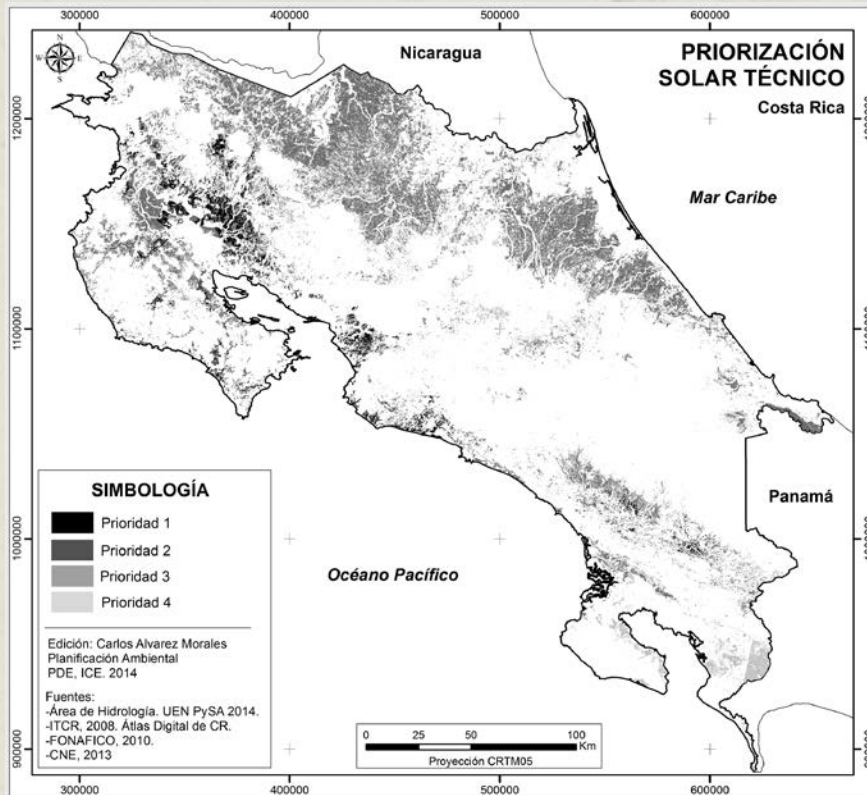 300000 400000 500000 600000
N
W E
S
Nicaragua
PRIORIZACIÓN
SOLAR TÉCNICO
Costa Rica
1200000
Mar Caribe
1100000
SIMBOLOGÍA
Prioridad 1
Prioridad 2
Prioridad 3
Prioridad 4
Panamá
1000000
Océano Pacífico
Edición: Carlos Alvarez Morales
Planificación Ambiental
PDE, ICE. 2014
Fuentes:
-Área de Hidrología. UEN PySA 2014.
-ITCR, 2008. Átlas Digital de CR.
-FONAFICO, 2010.
-CNE, 2013
0 25 50 100
Km
Proyección CRTM05
900000
300000 400000 500000 600000